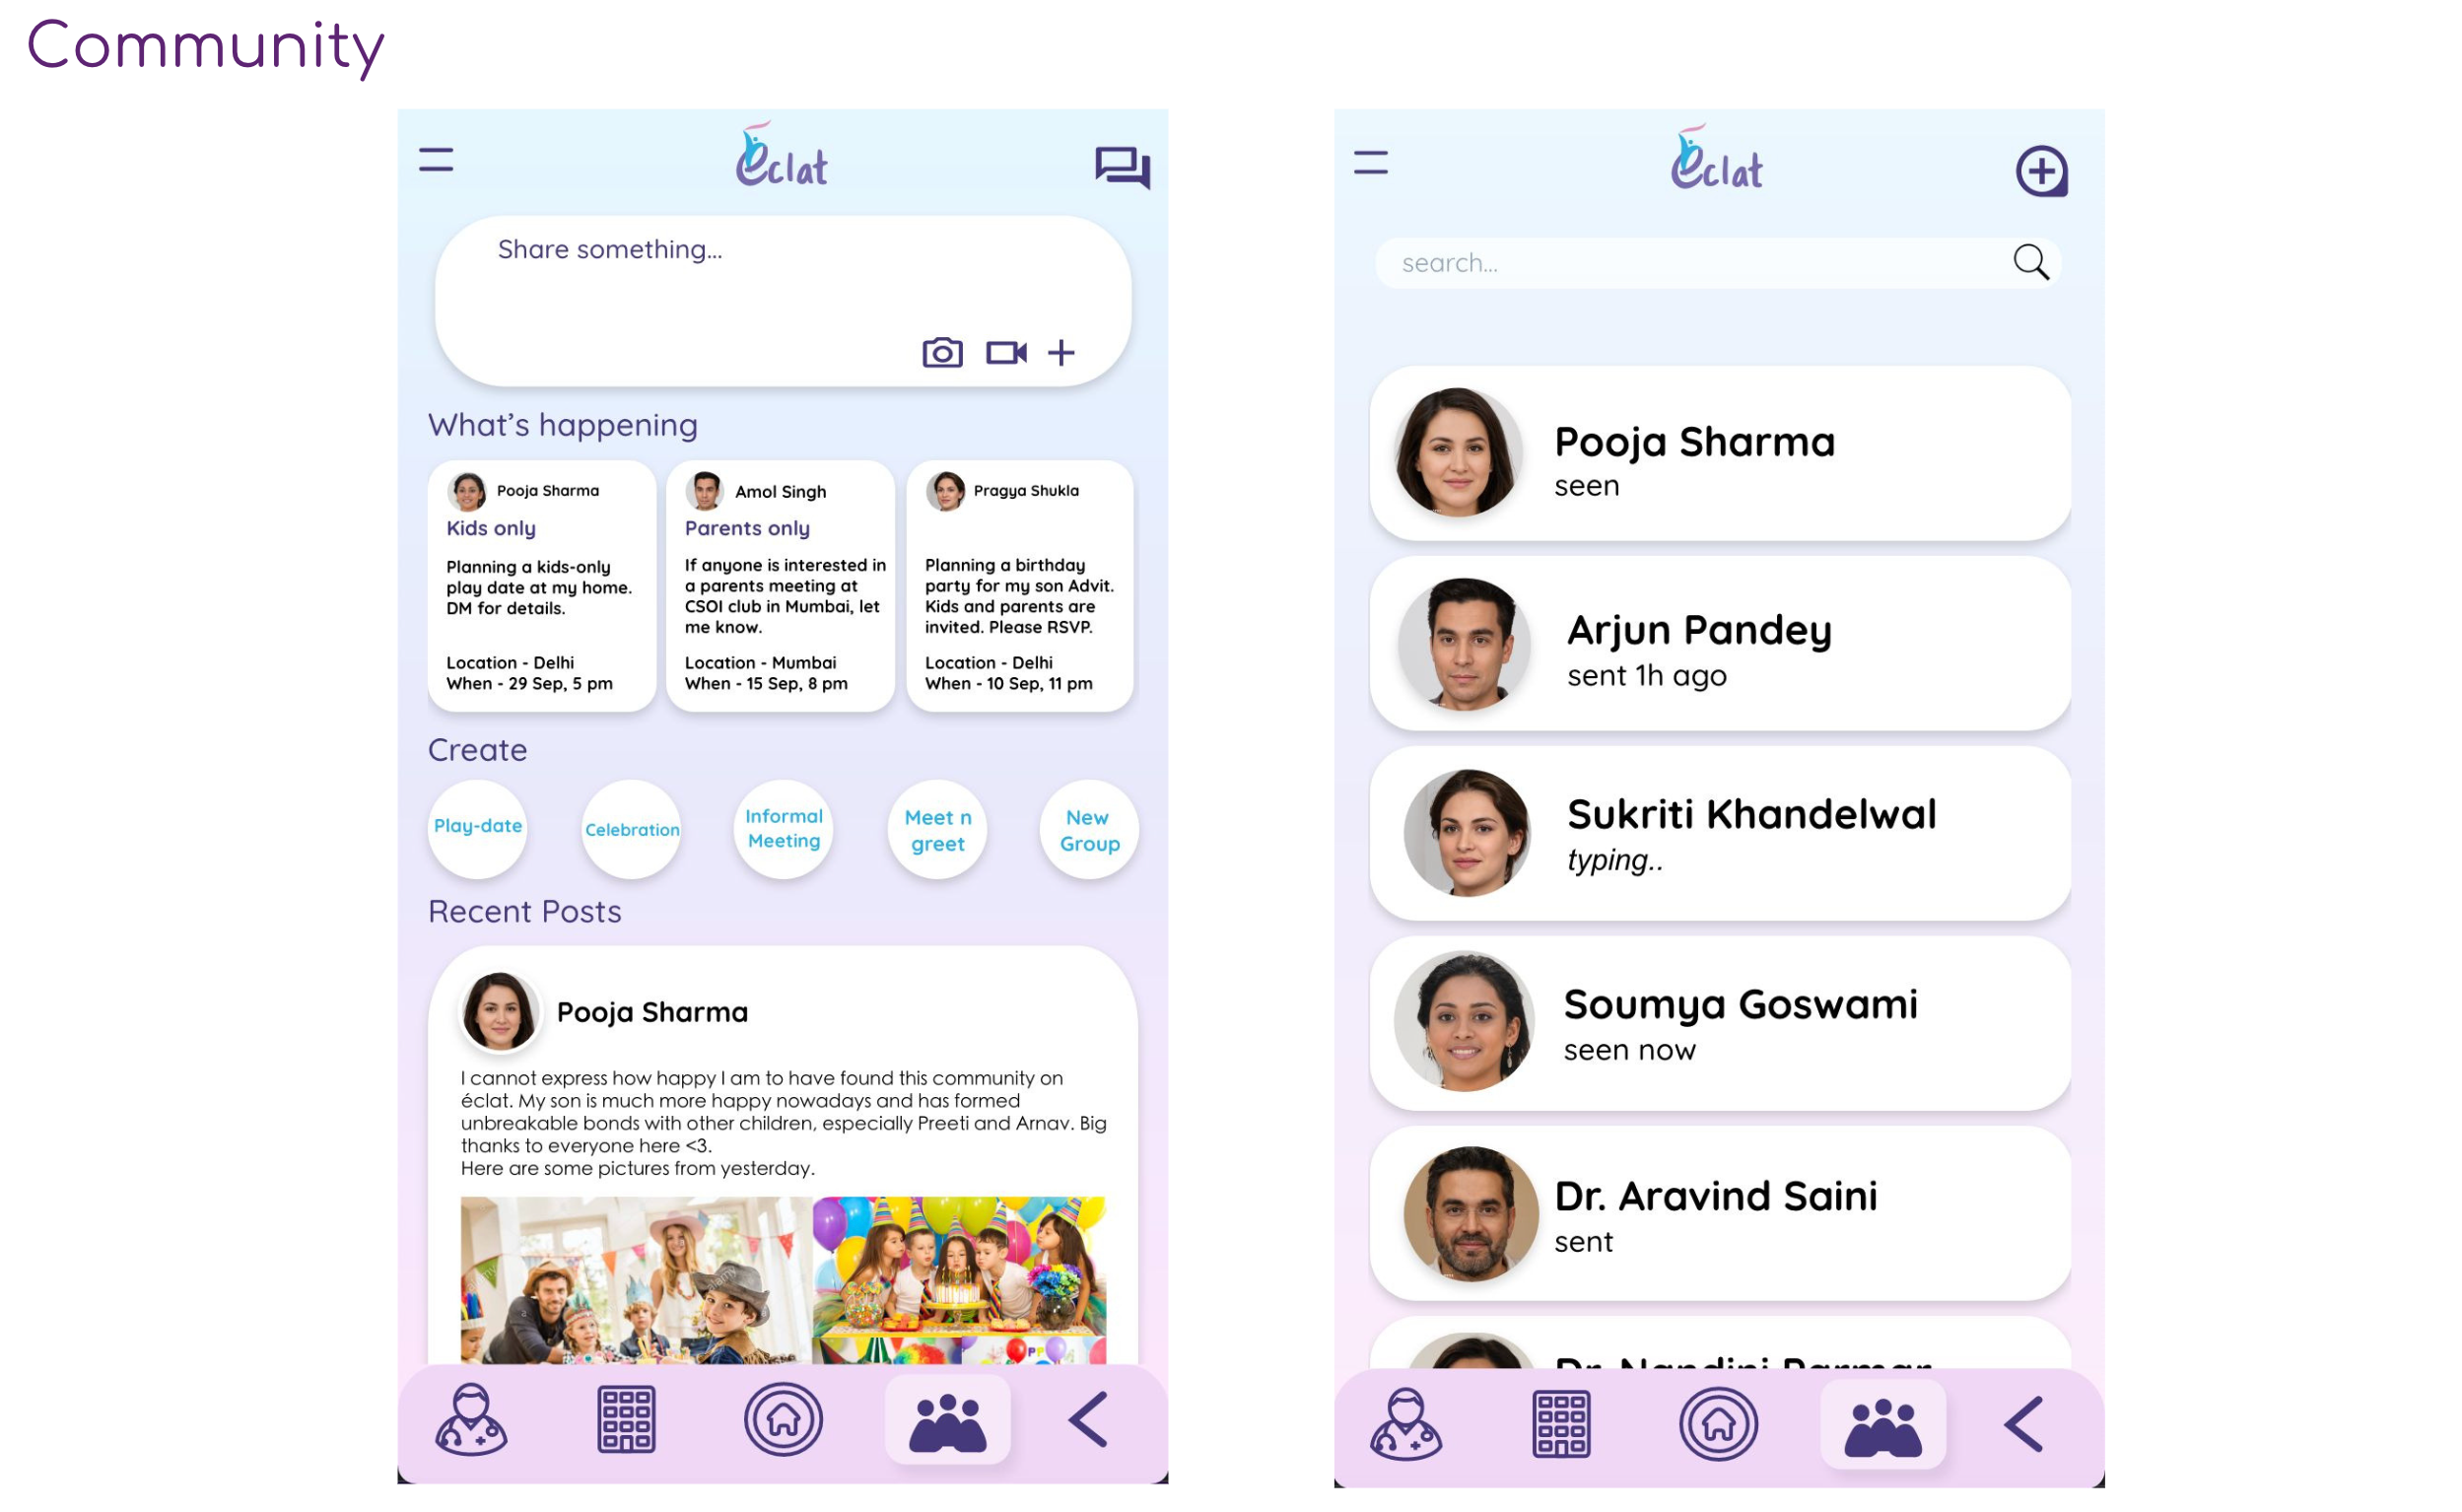 Community
éclat
Share something...
What's happening
Pooja Sharma
Kids only
Planning a kids-only
play date at my home.
DM for details.
Location - Delhi
When - 29 Sep, 5 pm
Amol Singh
Parents only
If anyone is interested in
a parents meeting at
CSOI club in Mumbai, let
me know.
Location - Mumbai
When - 15 Sep, 8 pm
Pragya Shukla
Planning a birthday
party for my son Advit.
Kids and parents are
invited. Please RSVP.
Location - Delhi
When - 10 Sep, 11 pm
Create
Play-date
Celebration
Informal
Meeting
Meet n
greet
New
Group
Recent Posts
Pooja Sharma
I cannot express how happy I am to have found this community on
éclat. My son is much more happy nowadays and has formed
unbreakable bonds with other children, especially Preeti and Arnav. Big
thanks to everyone here <3.
Here are some pictures from yesterday.
éclat
search...
Pooja Sharma
seen
Arjun Pandey
sent 1h ago
Sukriti Khandelwal
typing..
Soumya Goswami
seen now
Dr. Aravind Saini
sent
Dr. Nandini Parmar